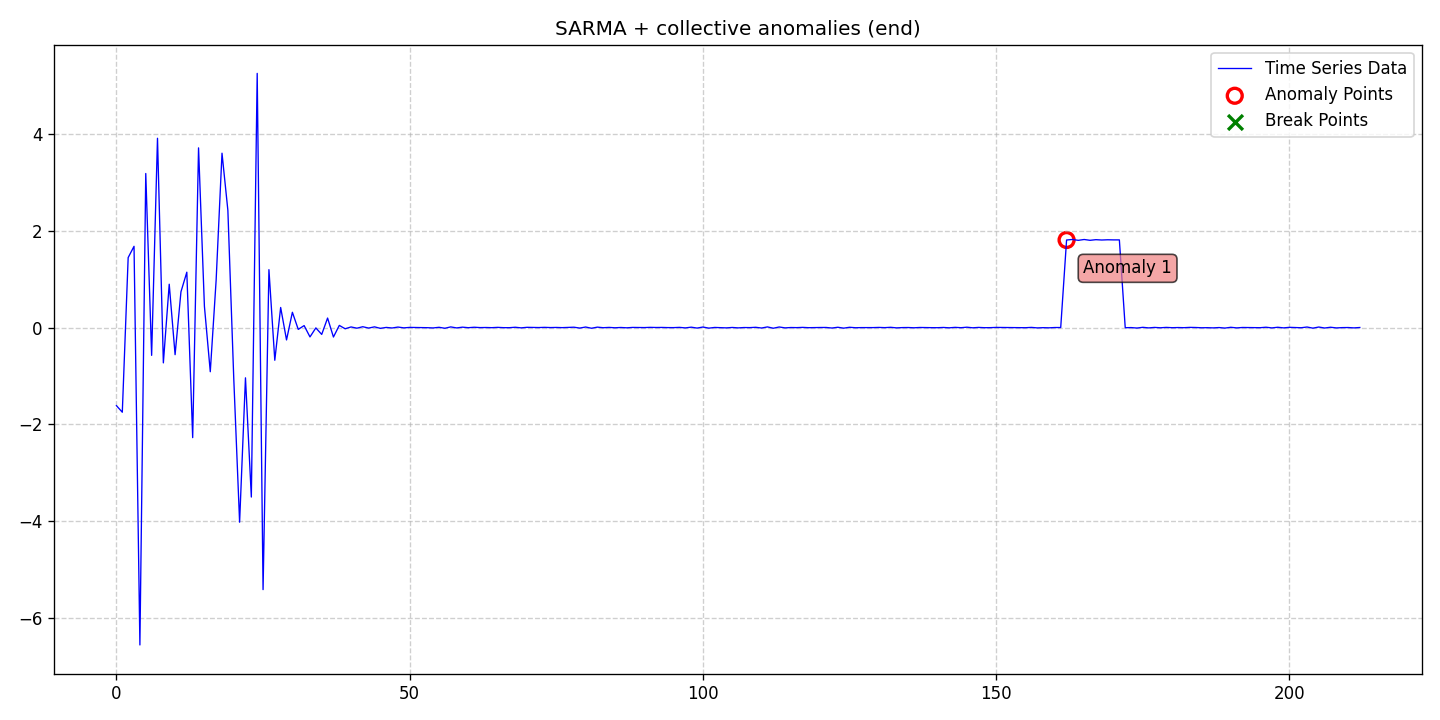 SARMA + collective anomalies (end)
Time Series Data
Anomaly Points
Break Points
4
2
0
−2
−4
−6
Anomaly 1
0 50 100 150 200